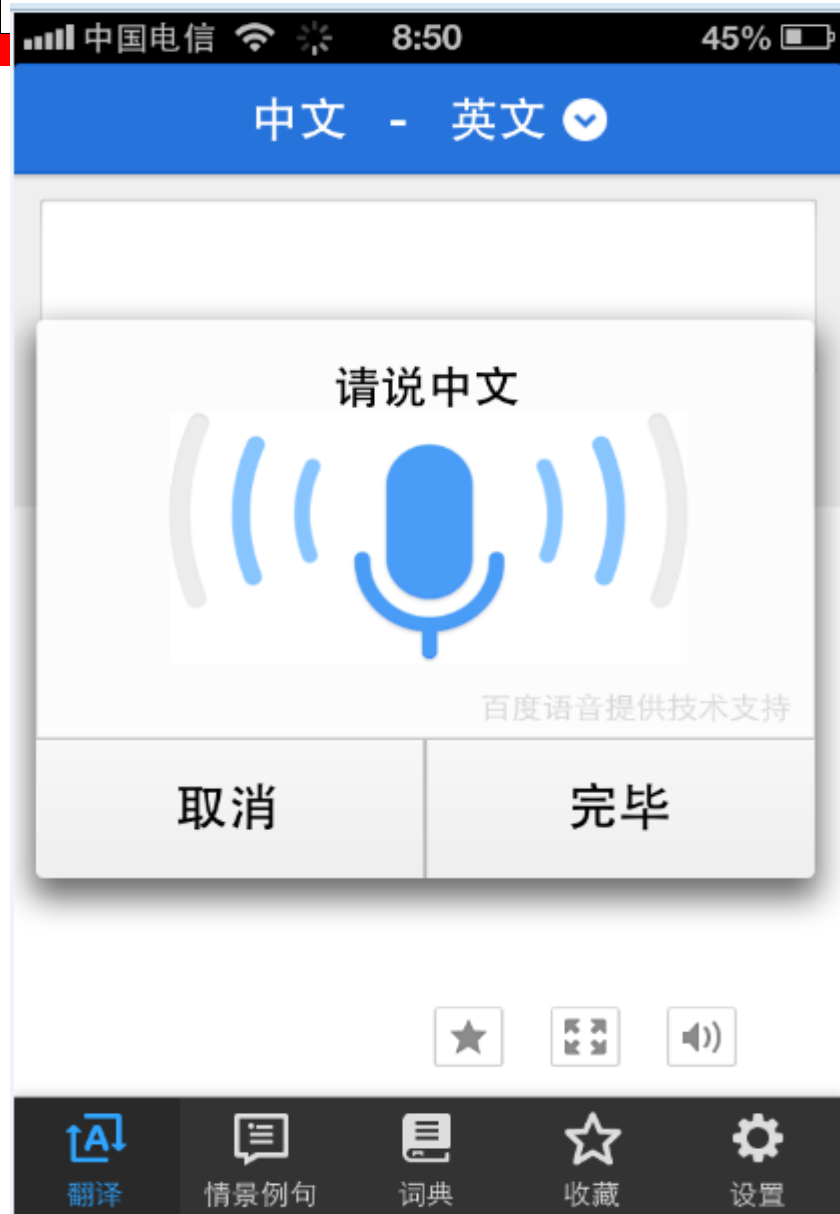 中国电信 8:50 45%
中文 - 英文
请说中文
百度语音提供技术支持
取消 完毕
翻译 情景例句 词典 收藏 设置